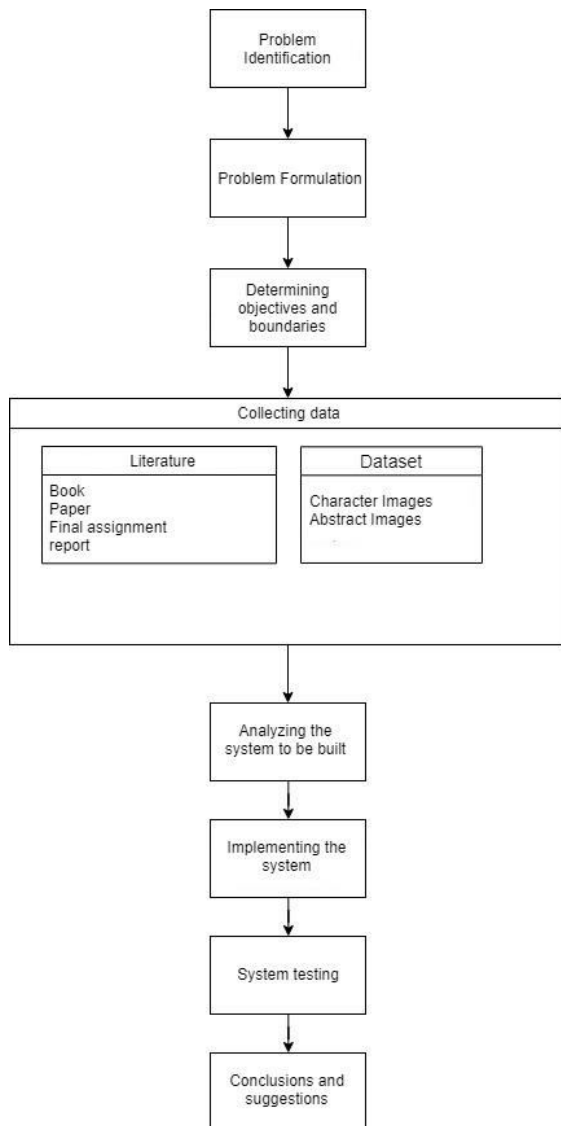 Problem
Identification
Problem Formulation
Determining
objectives and
boundaries
Collecting data
Literature
Book
Paper
Final assignment
report
Dataset
Character Images
Abstract Images
Analyzing the
system to be built
Implementing the
system
System testing
Conclusions and
suggestions